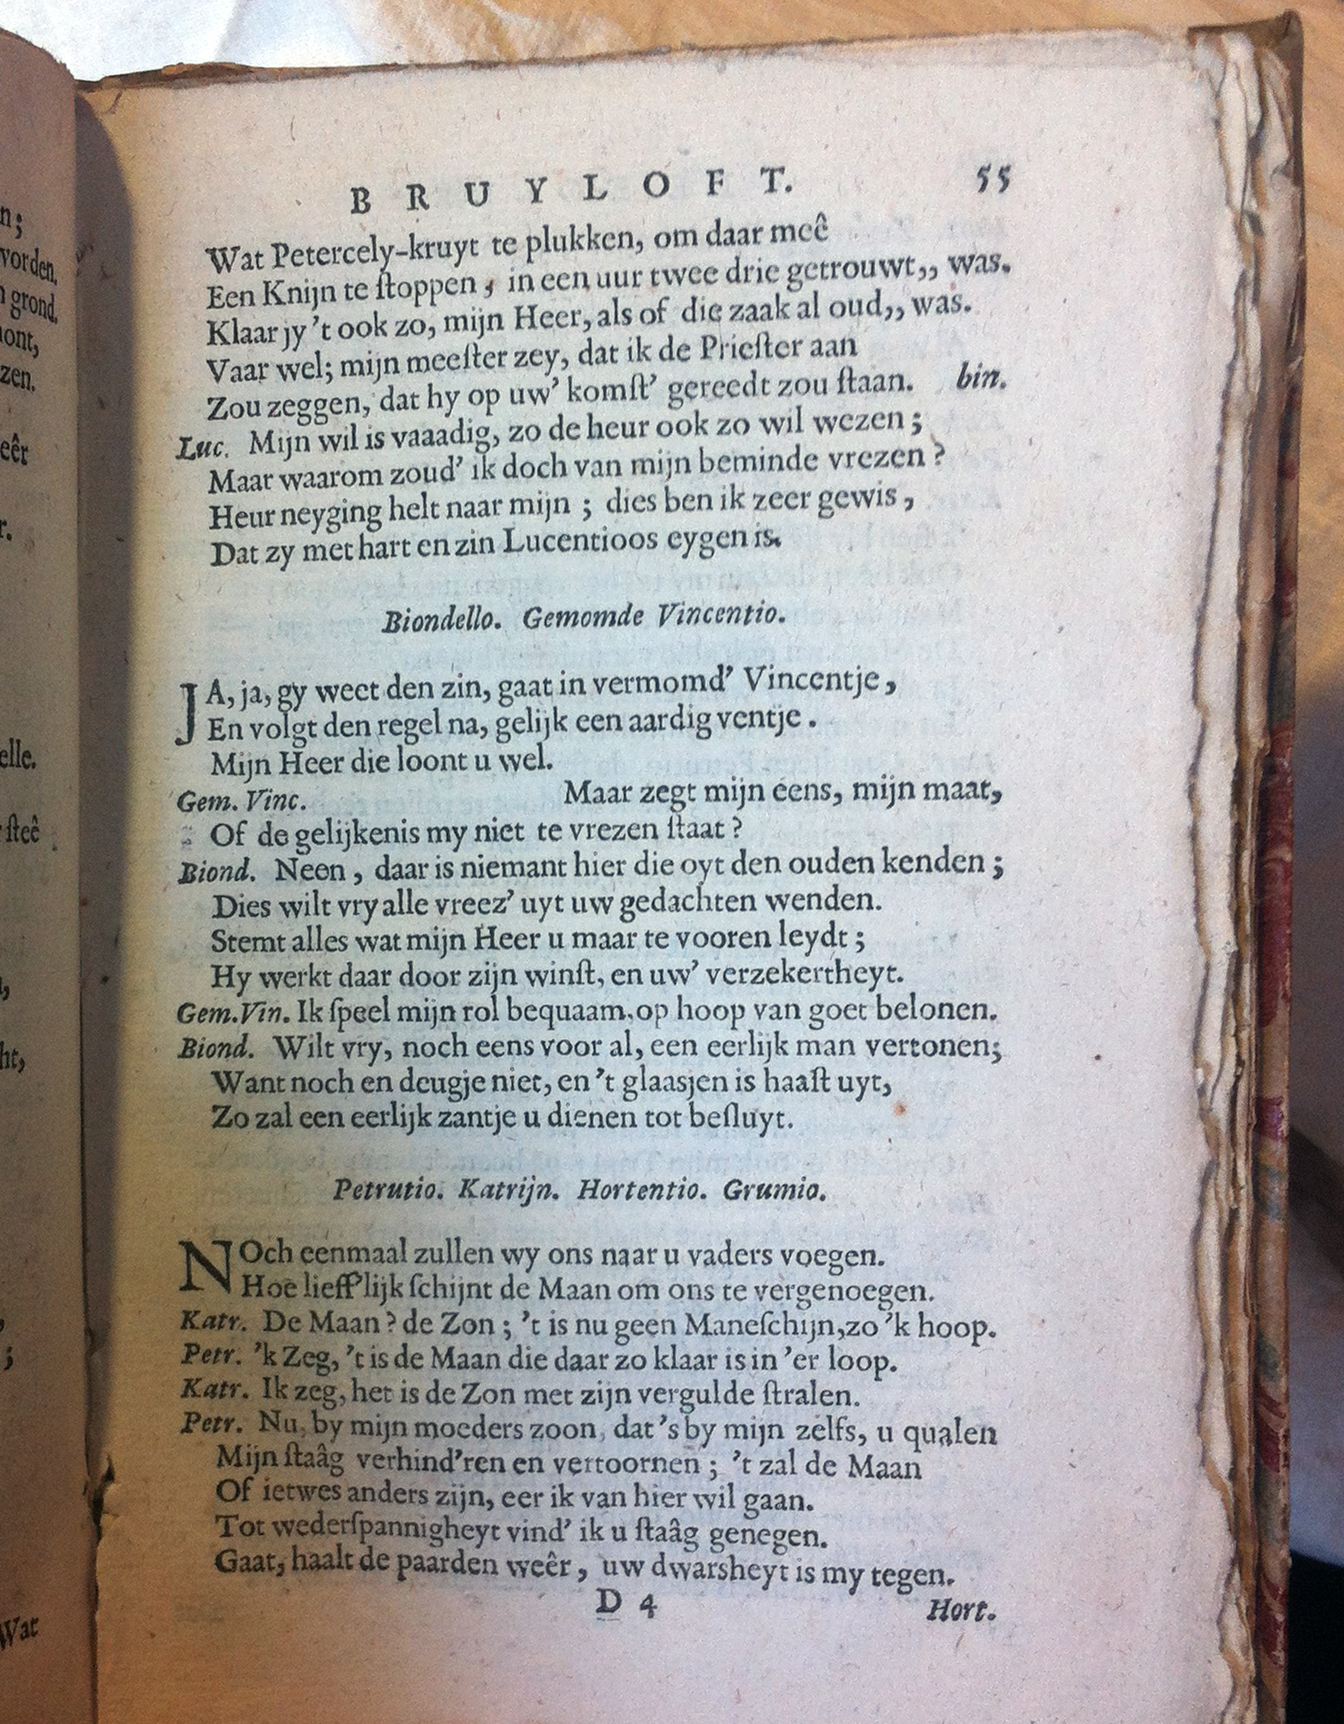 BRUYLOFT. 55
Wat Petercely-kruyt te plukken, om daar meê
Een Knijn te ſtoppen, in een uur twee drie getrouwt,, was.
Klaar jy 't ook zo, mijn Heer, als of die zaak al oud,, was.
Vaar wel; mijn meeſter zey, dat ik de Prieſter aan
Zou zeggen, dat hy op uw' komſt' gereedt zou ſtaan. bin.
Luc. Mijn wil is vaaadig, zo de heur ook zo wil wezen;
Maar waarom zoud' ik doch van mijn beminde vrezen?
Heur neyging helt naar mijn; dies ben ik zeer gewis,
Dat zy met hart en zin Lucentioos eygen is.
Biondello. Gemomde Vincentio.
JA, ja, gy weet den zin, gaat in vermomd' Vincentje,
En volgt den regel na, gelijk een aardig ventje.
Mijn Heer die loont u wel.
Gem. Vinc. Maar zegt mijn eens, mijn maat,
Of de gelijkenis my niet te vrezen ſtaat?
Biond. Neen, daar is niemant hier die oyt den ouden kenden;
Dies wilt vry alle vreez' uyt uw gedachten wenden.
Stemt alles wat mijn Heer u maar te vooren leydt;
Hy werkt daar door zijn winſt, en uw' verzekertheyt.
Gem. Vin. Ik ſpeel mijn rol bequaam, op hoop van goet belonen.
Biond. Wilt vry, noch eens voor al, een eerlijk man vertonen;
Want noch en deugje niet, en 't glaasjen is haaſt uyt,
Zo zal een eerlijk zantje u dienen tot beſluyt.
Petrutio. Katrijn. Hortentio. Grumio.
NOch eenmaal zullen wy ons naar u vaders voegen.
Hoe lieff'lijk ſchijnt de Maan om ons te vergenoegen.
Katr. De Maan? de Zon; 't is nu geen Maneſchijn, zo 'k hoop.
Petr. 'k Zeg, 't is de Maan die daar zo klaar is in 'er loop.
Katr. Ik zeg, het is de Zon met zijn vergulde ſtralen.
Petr. Nu, by mijn moeders zoon, dat 's by mijn zelfs, u qualen
Mijn ſtaâg verhind'ren en vertoornen; 't zal de Maan
Of ietwes anders zijn, eer ik van hier wil gaan.
Tot wederſpannigheyt vind' ik u ſtaâg genegen.
Gaat, haalt de paarden weêr, uw dwarsheyt is my tegen.
D 4 Hort.
n;
vorden.
grond.
ont,
zen.
eêr
r.
elle.
ſteê
ht,
;
Wat